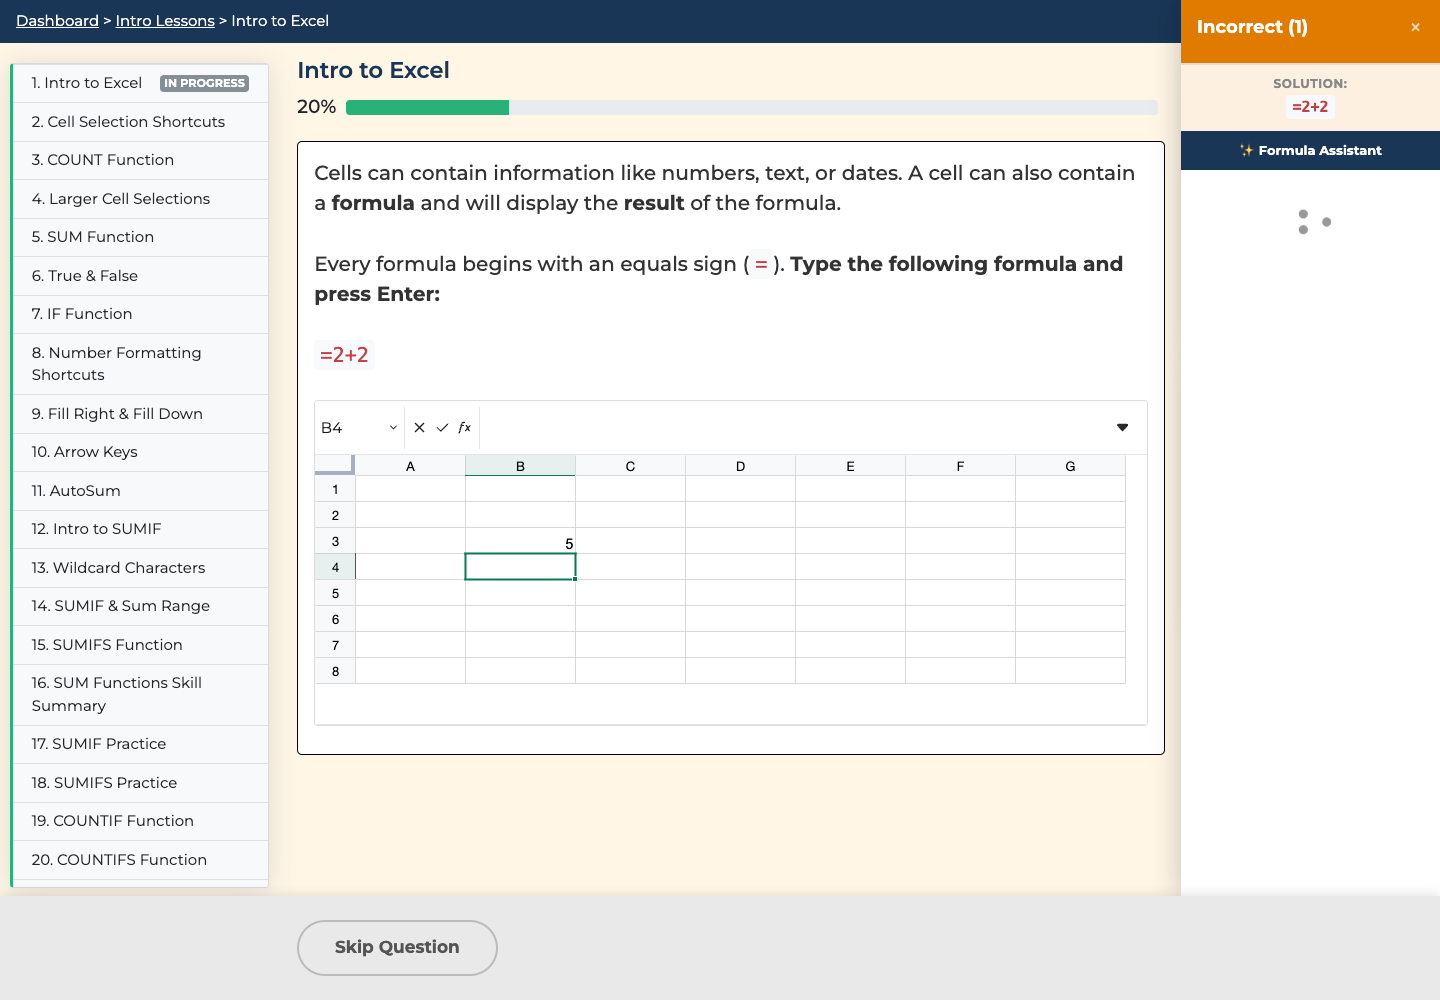 Dashboard > Intro Lessons > Intro to Excel
Incorrect (1)
×
SOLUTION:
=2+2
✨ Formula Assistant
1. Intro to Excel IN PROGRESS
2. Cell Selection Shortcuts
3. COUNT Function
4. Larger Cell Selections
5. SUM Function
6. True & False
7. IF Function
8. Number Formatting
Shortcuts
9. Fill Right & Fill Down
10. Arrow Keys
11. AutoSum
12. Intro to SUMIF
13. Wildcard Characters
14. SUMIF & Sum Range
15. SUMIFS Function
16. SUM Functions Skill
Summary
17. SUMIF Practice
18. SUMIFS Practice
19. COUNTIF Function
20. COUNTIFS Function
Intro to Excel
20%
Cells can contain information like numbers, text, or dates. A cell can also contain
a formula and will display the result of the formula.
Every formula begins with an equals sign ( = ). Type the following formula and
press Enter:
=2+2
B4 fx
A B C D E F G
1
2
3 5
4
5
6
7
8
Skip Question